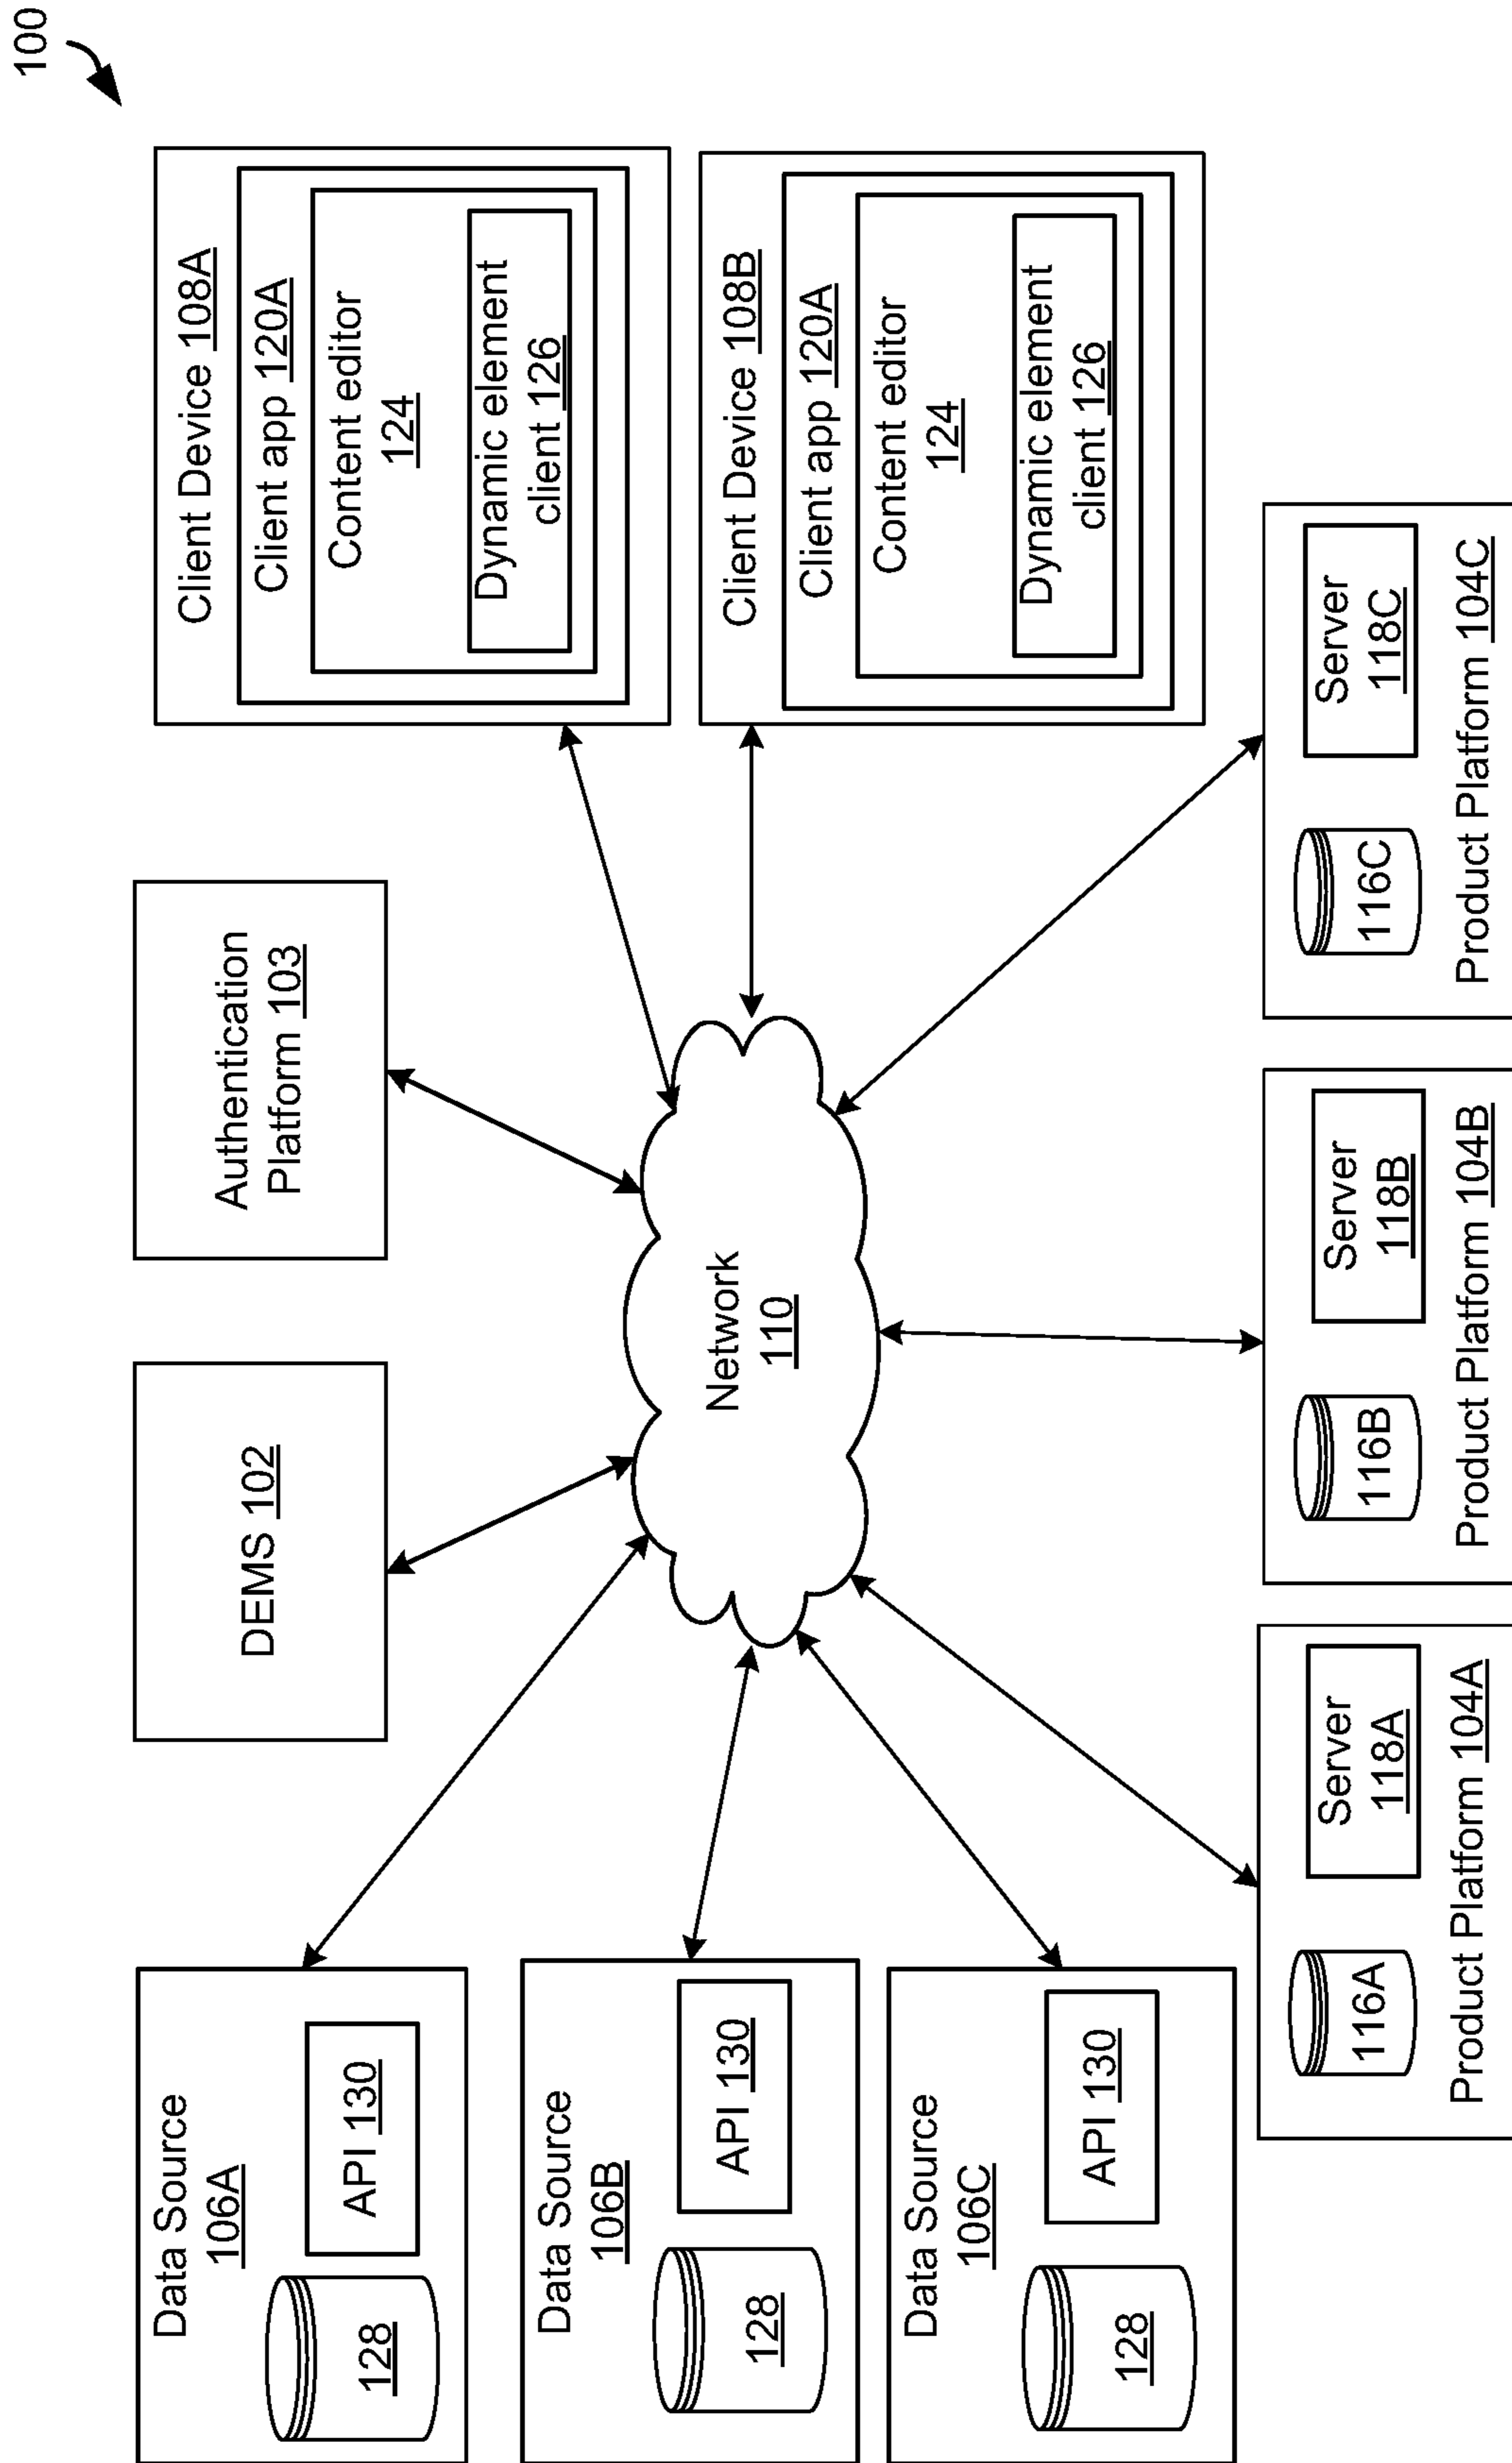 100
Data Source
106A
API 130
128
Data Source
106B
API 130
128
Data Source
106C
API 130
128
DEMS 102
Authentication
Platform 103
Network
110
Client Device 108A
Client app 120A
Content editor
124
Dynamic element
client 126
Client Device 108B
Client app 120A
Content editor
124
Dynamic element
client 126
Server
118A
116A
Product Platform 104A
Server
118B
116B
Product Platform 104B
Server
118C
116C
Product Platform 104C